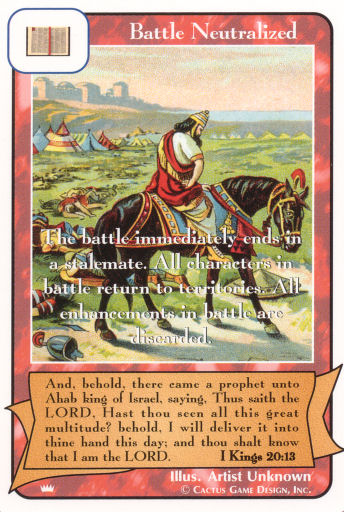 Battle Neutralized
The battle immediately ends in
a stalemate. All characters in
battle return to territories. All
enhancements in battle are
discarded.
And, behold, there came a prophet unto
Ahab king of Israel, saying, Thus saith the
LORD, Hast thou seen all this great
multitude? behold, I will deliver it into
thine hand this day; and thou shalt know
that I am the LORD. I Kings 20:13
Illus. Artist Unknown
© Cactus Game Design, Inc.